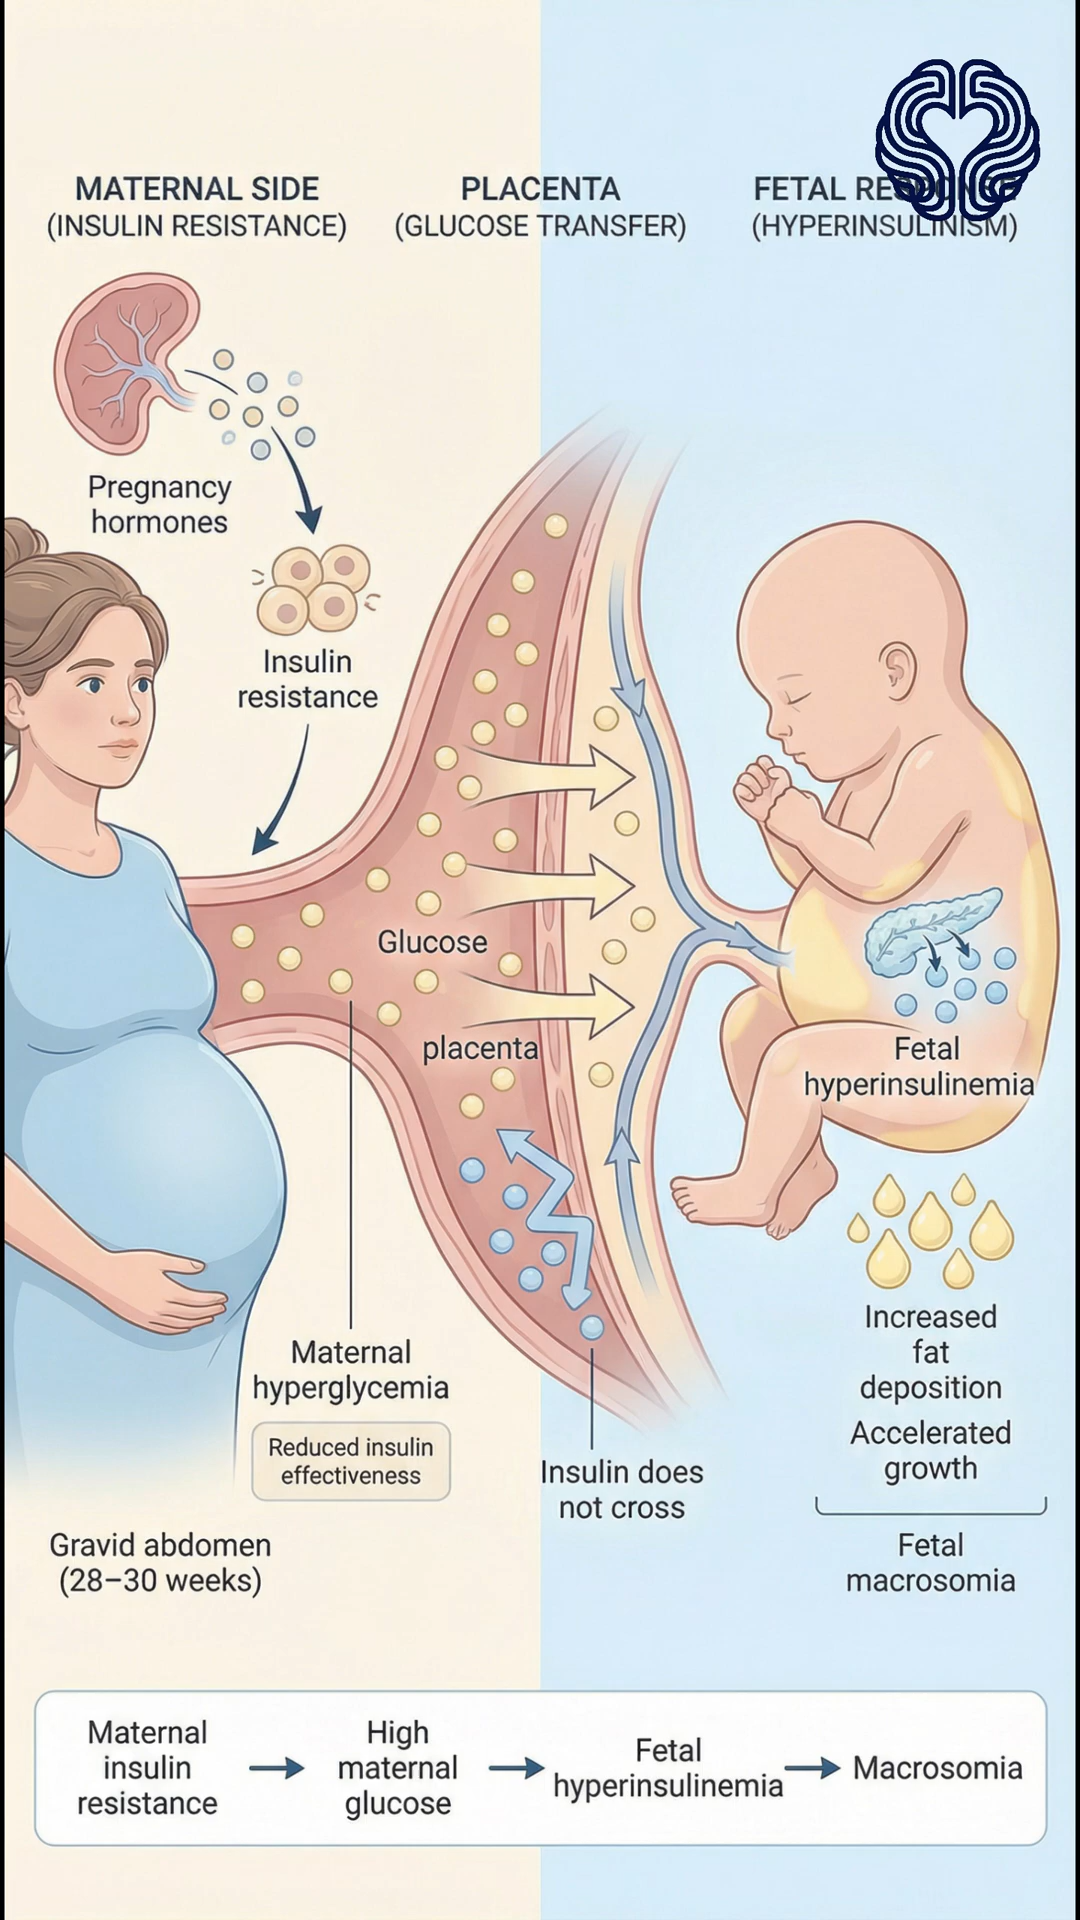 MATERNAL SIDE
(INSULIN RESISTANCE)
PLACENTA
(GLUCOSE TRANSFER)
FETAL RESPONSE
(HYPERINSULINISM)
Pregnancy
hormones
Insulin
resistance
Glucose
placenta
Fetal
hyperinsulinemia
Maternal
hyperglycemia
Reduced insulin
effectiveness
Insulin does
not cross
Increased
fat
deposition
Accelerated
growth
Gravid abdomen
(28–30 weeks)
Fetal
macrosomia
Maternal
insulin
resistance
High
maternal
glucose
Fetal
hyperinsulinemia
Macrosomia